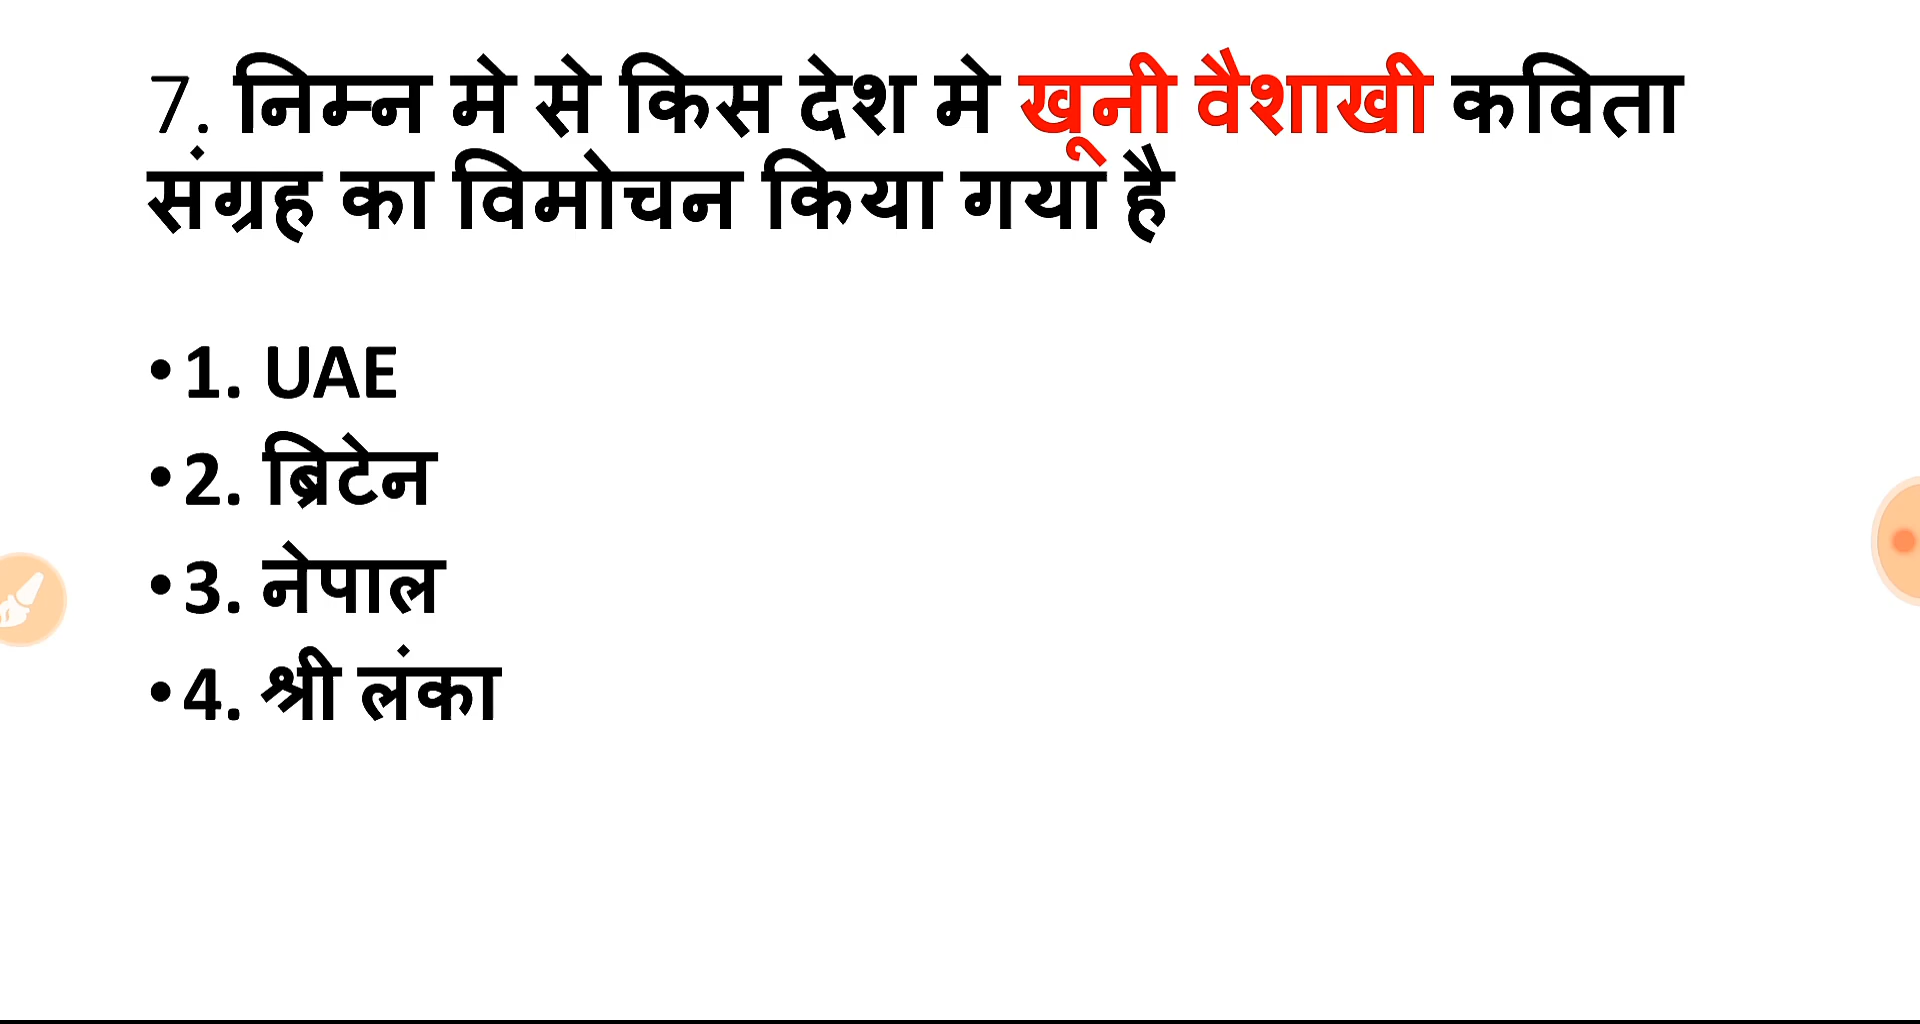 7. निम्न मे से किस देश मे खूनी वैशाखी कविता
संग्रह का विमोचन किया गया है
•1. UAE
•2. ब्रिटेन
•3. नेपाल
•4. श्री लंका